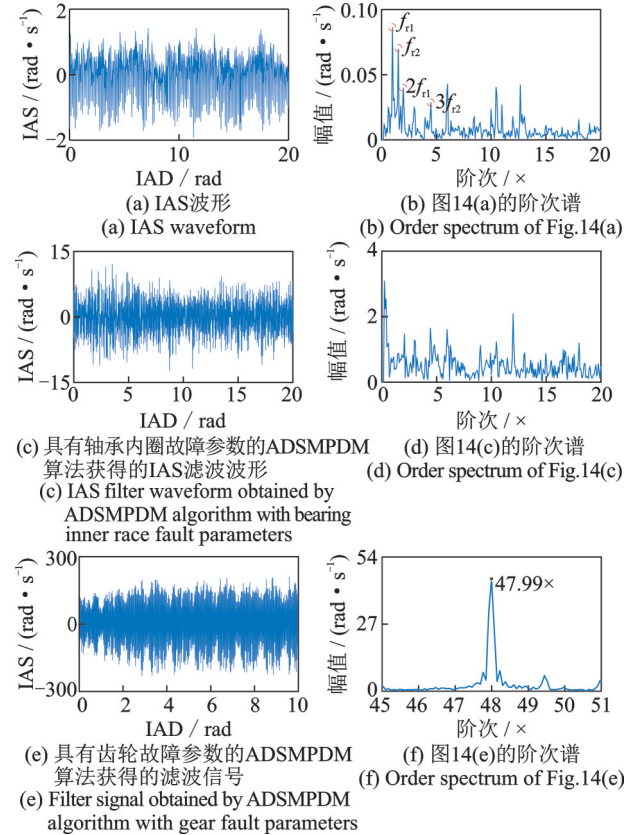 IAS / (rad • s⁻¹)
2
0
−2
0
10
20
IAD / rad
(a) IAS波形
(a) IAS waveform
幅值 / (rad • s⁻¹)
0.10
0.05
0
fr1
fr2
2fr1
3fr2
0
5
10
15
20
阶次 / ×
(b) 图14(a)的阶次谱
(b) Order spectrum of Fig.14(a)
IAS / (rad • s⁻¹)
15
0
−15
0
5
10
15
20
IAD / rad
(c) 具有轴承内圈故障参数的ADSMPDM
算法获得的IAS滤波波形
(c) IAS filter waveform obtained by
ADSMPDM algorithm with bearing
inner race fault parameters
幅值 / (rad • s⁻¹)
4
2
0
0
5
10
15
20
阶次 / ×
(d) 图14(c)的阶次谱
(d) Order spectrum of Fig.14(c)
IAS / (rad • s⁻¹)
300
0
−300
0
2
4
6
8
10
IAD / rad
(e) 具有齿轮故障参数的ADSMPDM
算法获得的滤波信号
(e) Filter signal obtained by ADSMPDM
algorithm with gear fault parameters
幅值 / (rad • s⁻¹)
54
27
0
47.99×
45
46
47
48
49
50
51
阶次 / ×
(f) 图14(e)的阶次谱
(f) Order spectrum of Fig.14(e)